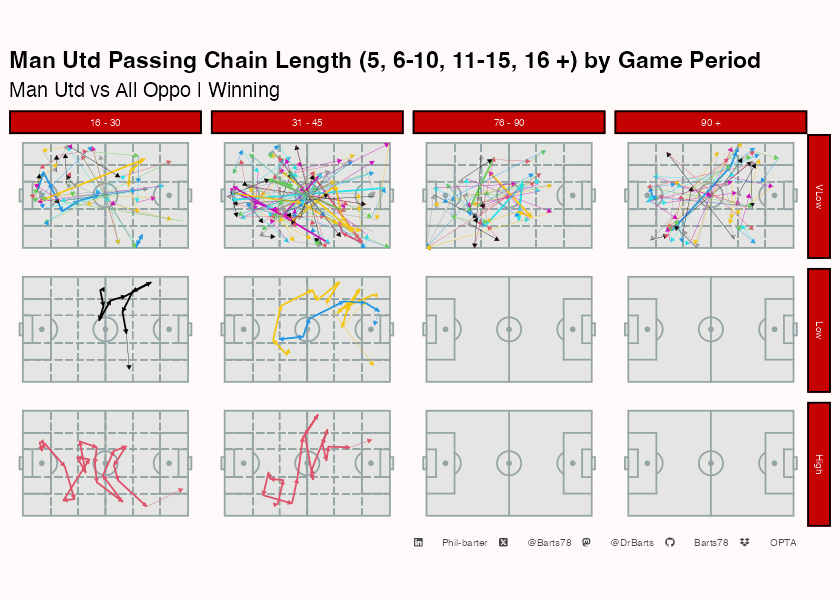 Man Utd Passing Chain Length (5, 6-10, 11-15, 16 +) by Game Period
Man Utd vs All Oppo I Winning
16 - 30
31 - 45
76 - 90
90 +
V.Low
Low
High
Phil-barter @Barts78 @DrBarts Barts78 OPTA